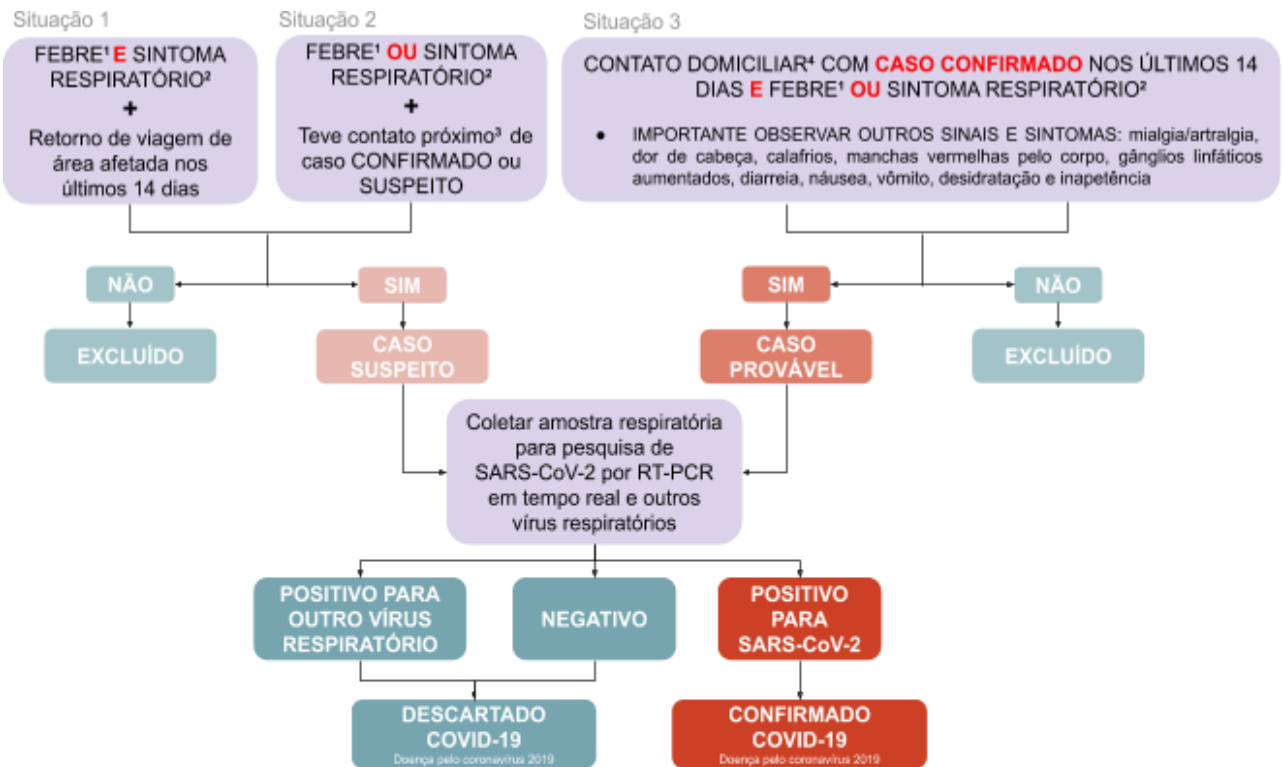 Situação 1
FEBRE¹ E SINTOMA
RESPIRATÓRIO²
+
Retorno de viagem de
área afetada nos
últimos 14 dias
Situação 2
FEBRE¹ OU SINTOMA
RESPIRATÓRIO²
+
Teve contato próximo³ de
caso CONFIRMADO ou
SUSPEITO
Situação 3
CONTATO DOMICILIAR⁴ COM CASO CONFIRMADO NOS ÚLTIMOS 14
DIAS E FEBRE¹ OU SINTOMA RESPIRATÓRIO²
● IMPORTANTE OBSERVAR OUTROS SINAIS E SINTOMAS: mialgia/artralgia,
dor de cabeça, calafrios, manchas vermelhas pelo corpo, gânglios linfáticos
aumentados, diarreia, náusea, vômito, desidratação e inapetência
NÃO
SIM
SIM
NÃO
EXCLUÍDO
CASO
SUSPEITO
CASO
PROVÁVEL
EXCLUÍDO
Coletar amostra respiratória
para pesquisa de
SARS-CoV-2 por RT-PCR
em tempo real e outros
vírus respiratórios
POSITIVO PARA
OUTRO VÍRUS
RESPIRATÓRIO
NEGATIVO
POSITIVO
PARA
SARS-CoV-2
DESCARTADO
COVID-19
Doença pelo coronavírus 2019
CONFIRMADO
COVID-19
Doença pelo coronavírus 2019